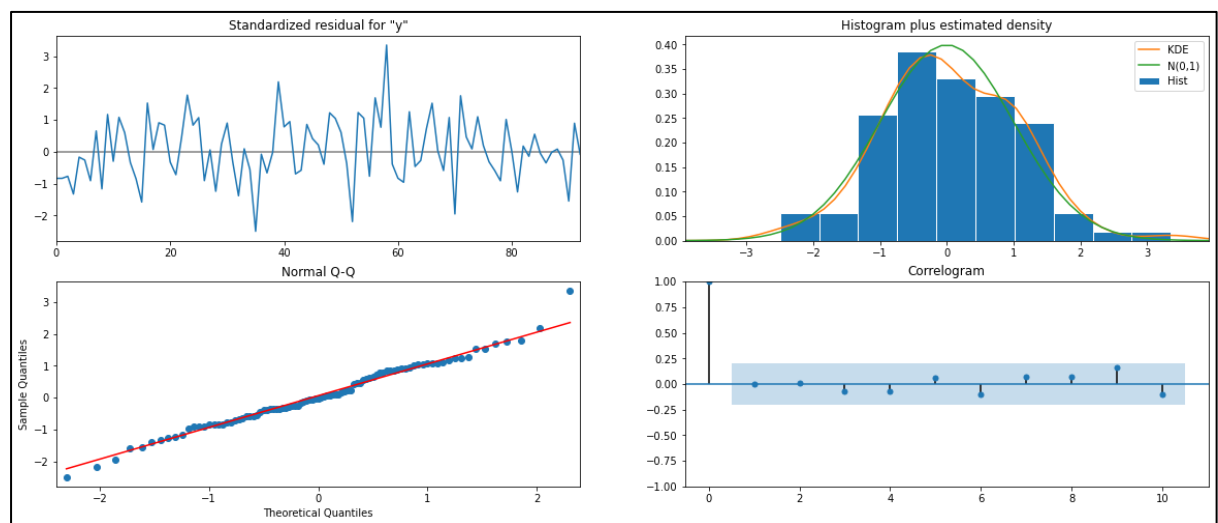 Standardized residual for "y"
3
2
1
0
−1
−2
0 20 40 60 80
Histogram plus estimated density
KDE
N(0,1)
Hist
0.40
0.35
0.30
0.25
0.20
0.15
0.10
0.05
0.00
−3 −2 −1 0 1 2 3
Normal Q-Q
Sample Quantiles
3
2
1
0
−1
−2
−2 −1 0 1 2
Theoretical Quantiles
Correlogram
1.00
0.75
0.50
0.25
0.00
−0.25
−0.50
−0.75
−1.00
0 2 4 6 8 10